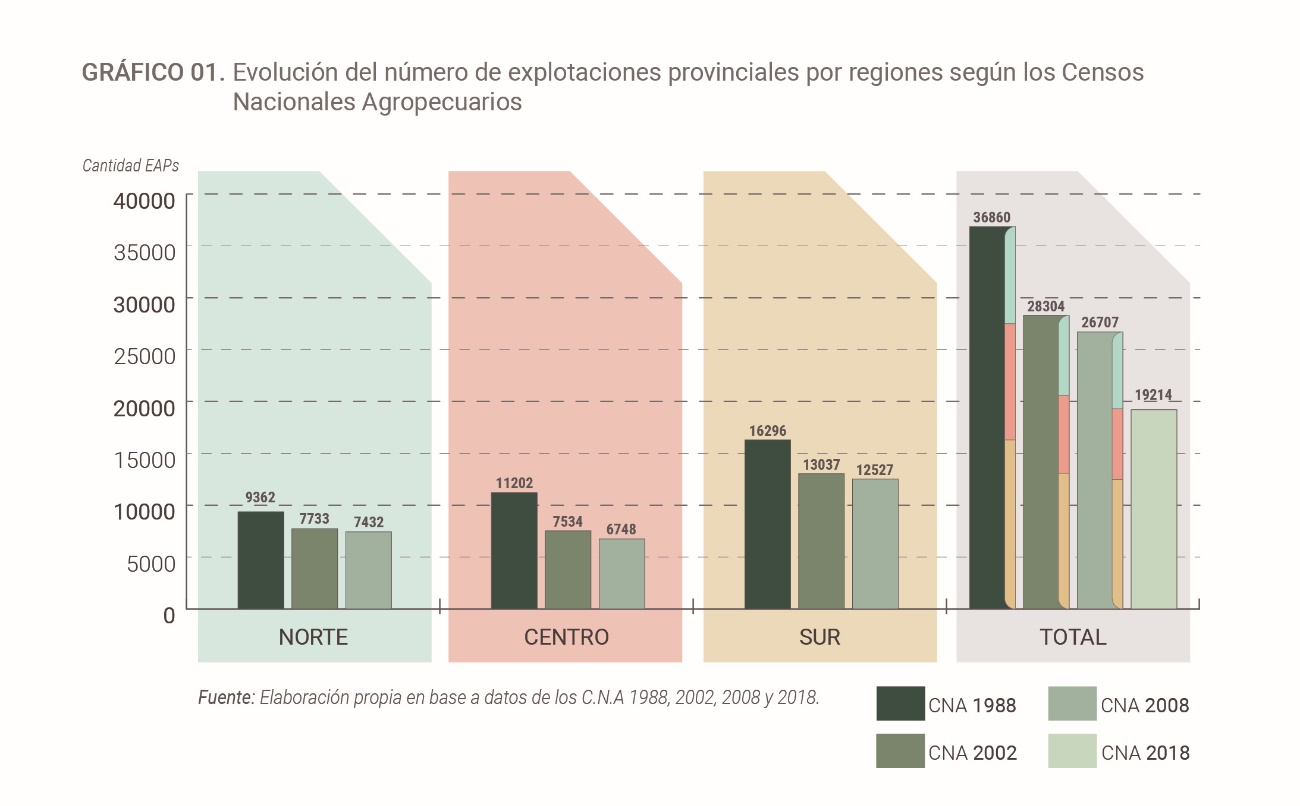 GRÁFICO 01. Evolución del número de explotaciones provinciales por regiones según los Censos
Nacionales Agropecuarios
Cantidad EAPs
40000
35000
30000
25000
20000
15000
10000
5000
0
9362
7733
7432
11202
7534
6748
16296
13037
12527
36860
28304
26707
19214
NORTE
CENTRO
SUR
TOTAL
Fuente: Elaboración propia en base a datos de los C.N.A 1988, 2002, 2008 y 2018.
CNA 1988
CNA 2008
CNA 2002
CNA 2018